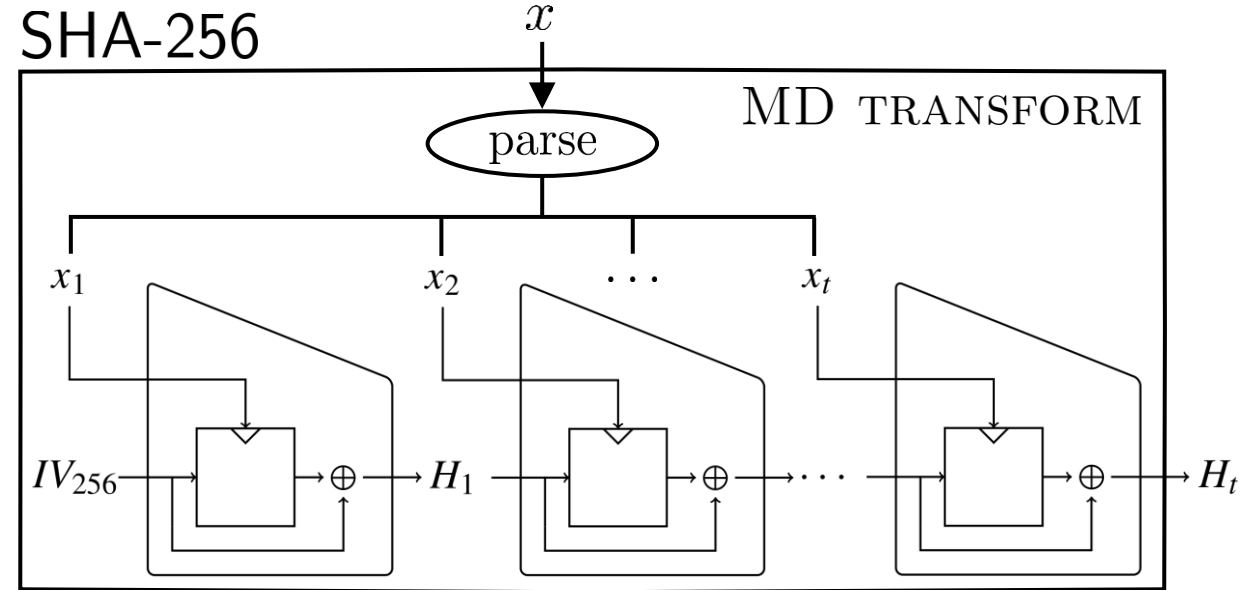 SHA-256
x
MD TRANSFORM
parse
x₁ x₂ ··· xₜ
IV₂₅₆ ⊕ H₁ ⊕ ··· ⊕ Hₜ